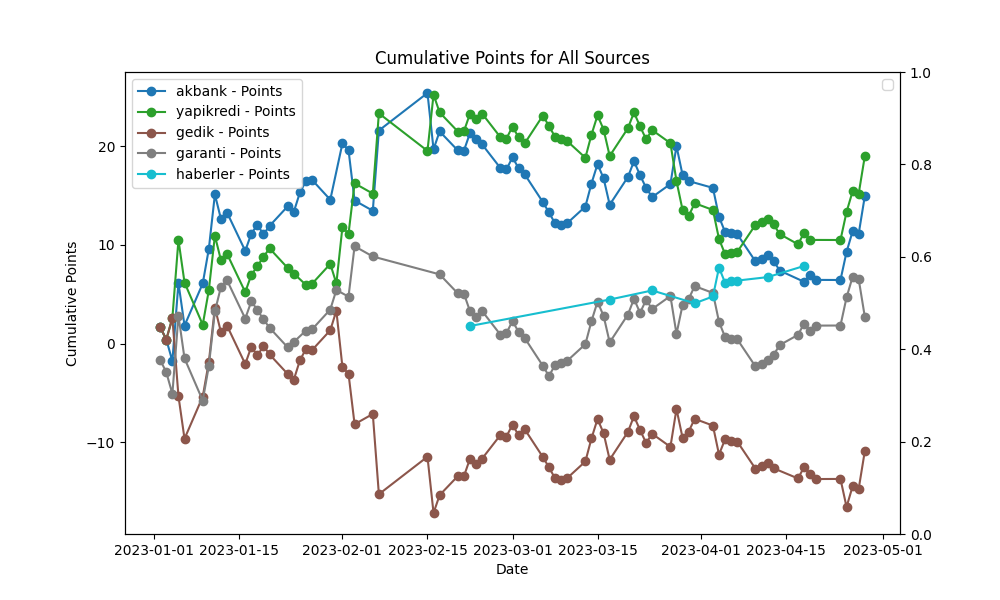 Cumulative Points for All Sources
akbank - Points
yapikredi - Points
gedik - Points
garanti - Points
haberler - Points
Cumulative Points
20
10
0
−10
1.0
0.8
0.6
0.4
0.2
0.0
2023-01-01 2023-01-15 2023-02-01 2023-02-15 2023-03-01 2023-03-15 2023-04-01 2023-04-15 2023-05-01
Date